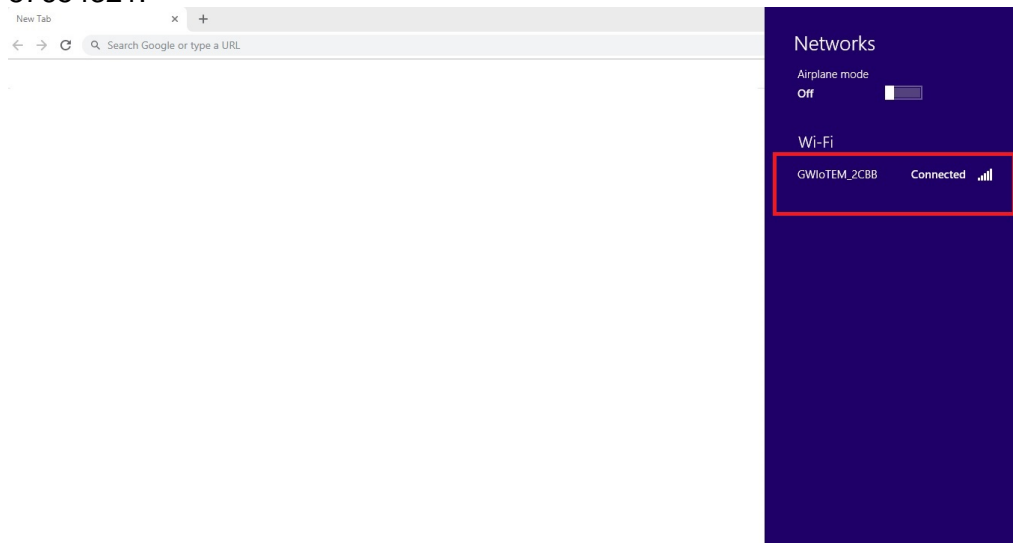 New Tab
Search Google or type a URL
Networks
Airplane mode
Off
Wi-Fi
GWIoTEM_2CBB Connected